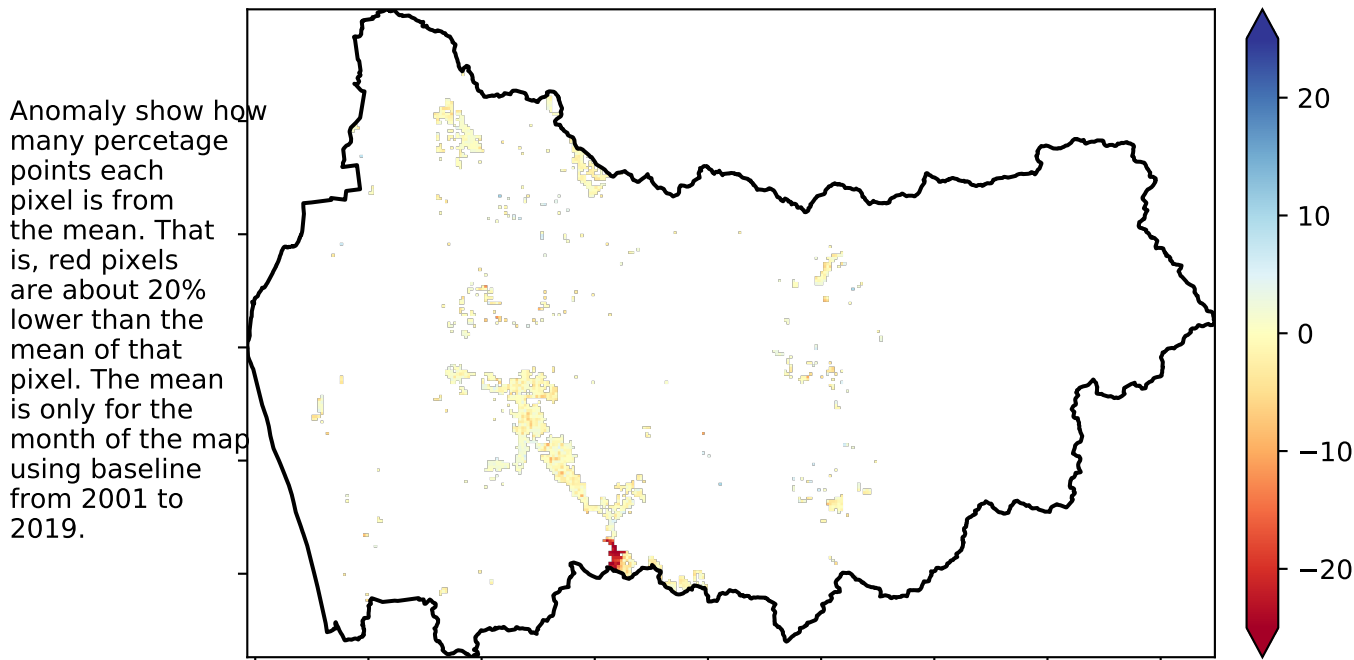 Anomaly show how
many percetage
points each
pixel is from
the mean. That
is, red pixels
are about 20%
lower than the
mean of that
pixel. The mean
is only for the
month of the map
using baseline
from 2001 to
2019.
20
10
0
−10
−20